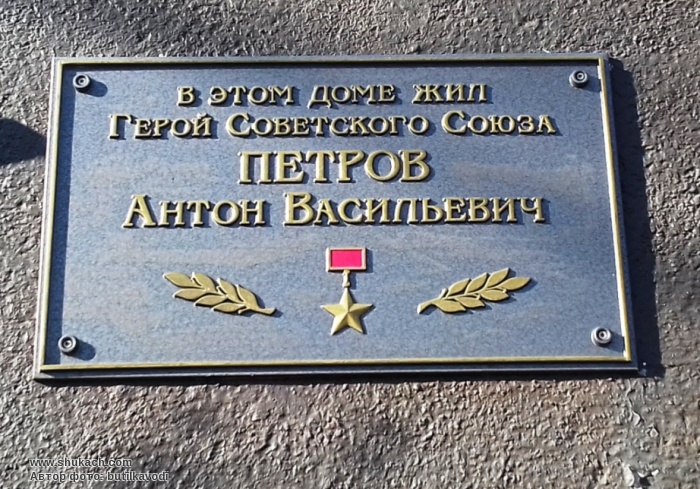 В ЭТОМ ДОМЕ ЖИЛ
ГЕРОЙ СОВЕТСКОГО СОЮЗА
ПЕТРОВ
АНТОН ВАСИЛЬЕВИЧ
www.shukach.com
Автор фото: butilkavodi